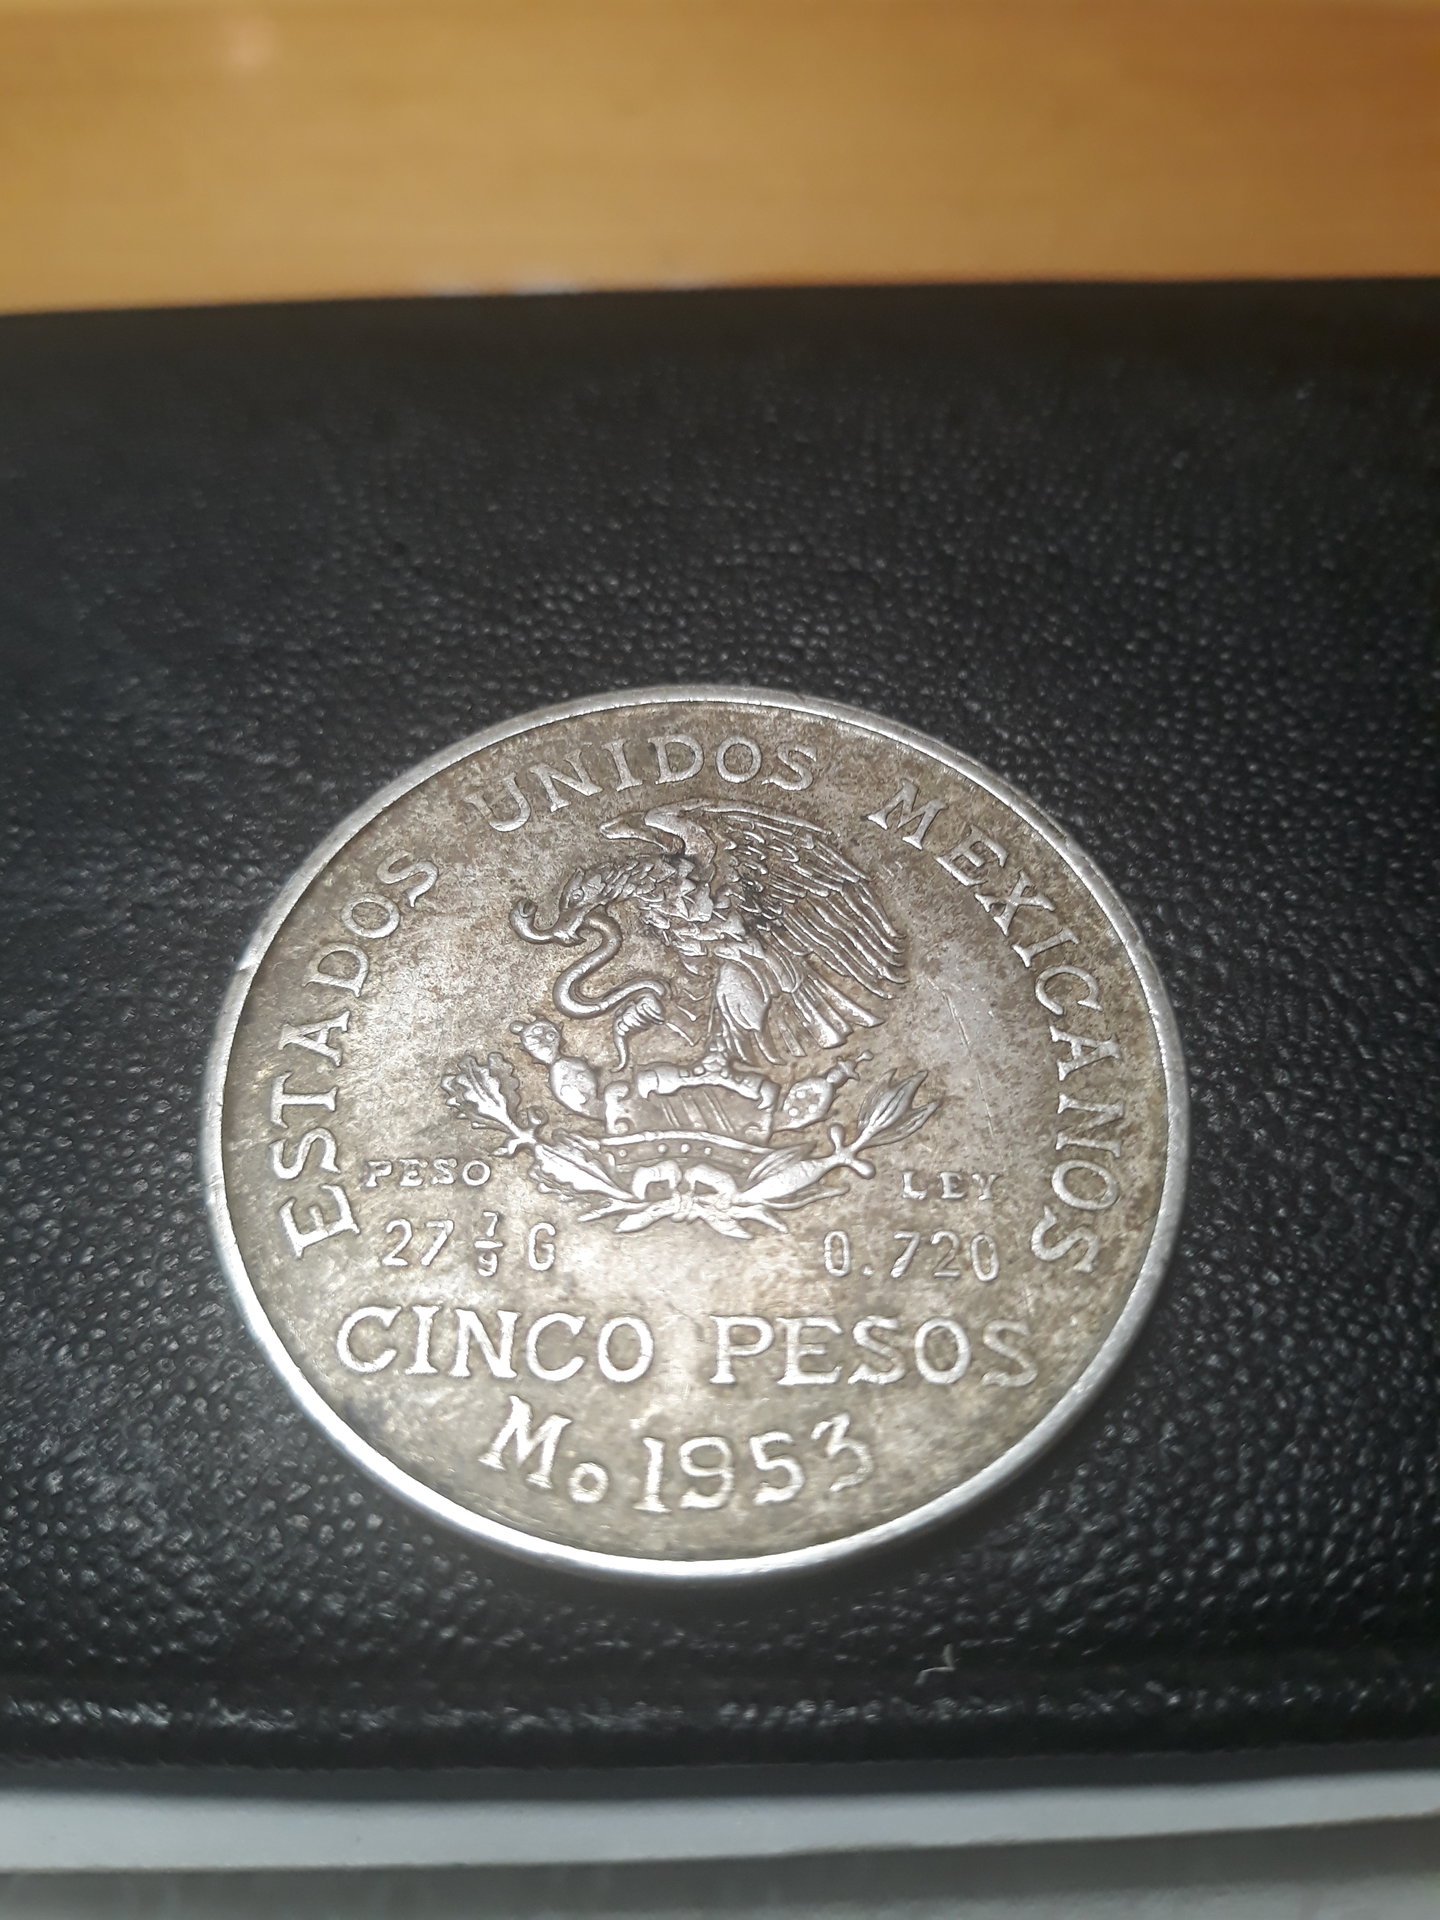 ESTADOS UNIDOS MEXICANOS
PESO LEY
27 7/9 G 0.720
CINCO PESOS
Mo 1953